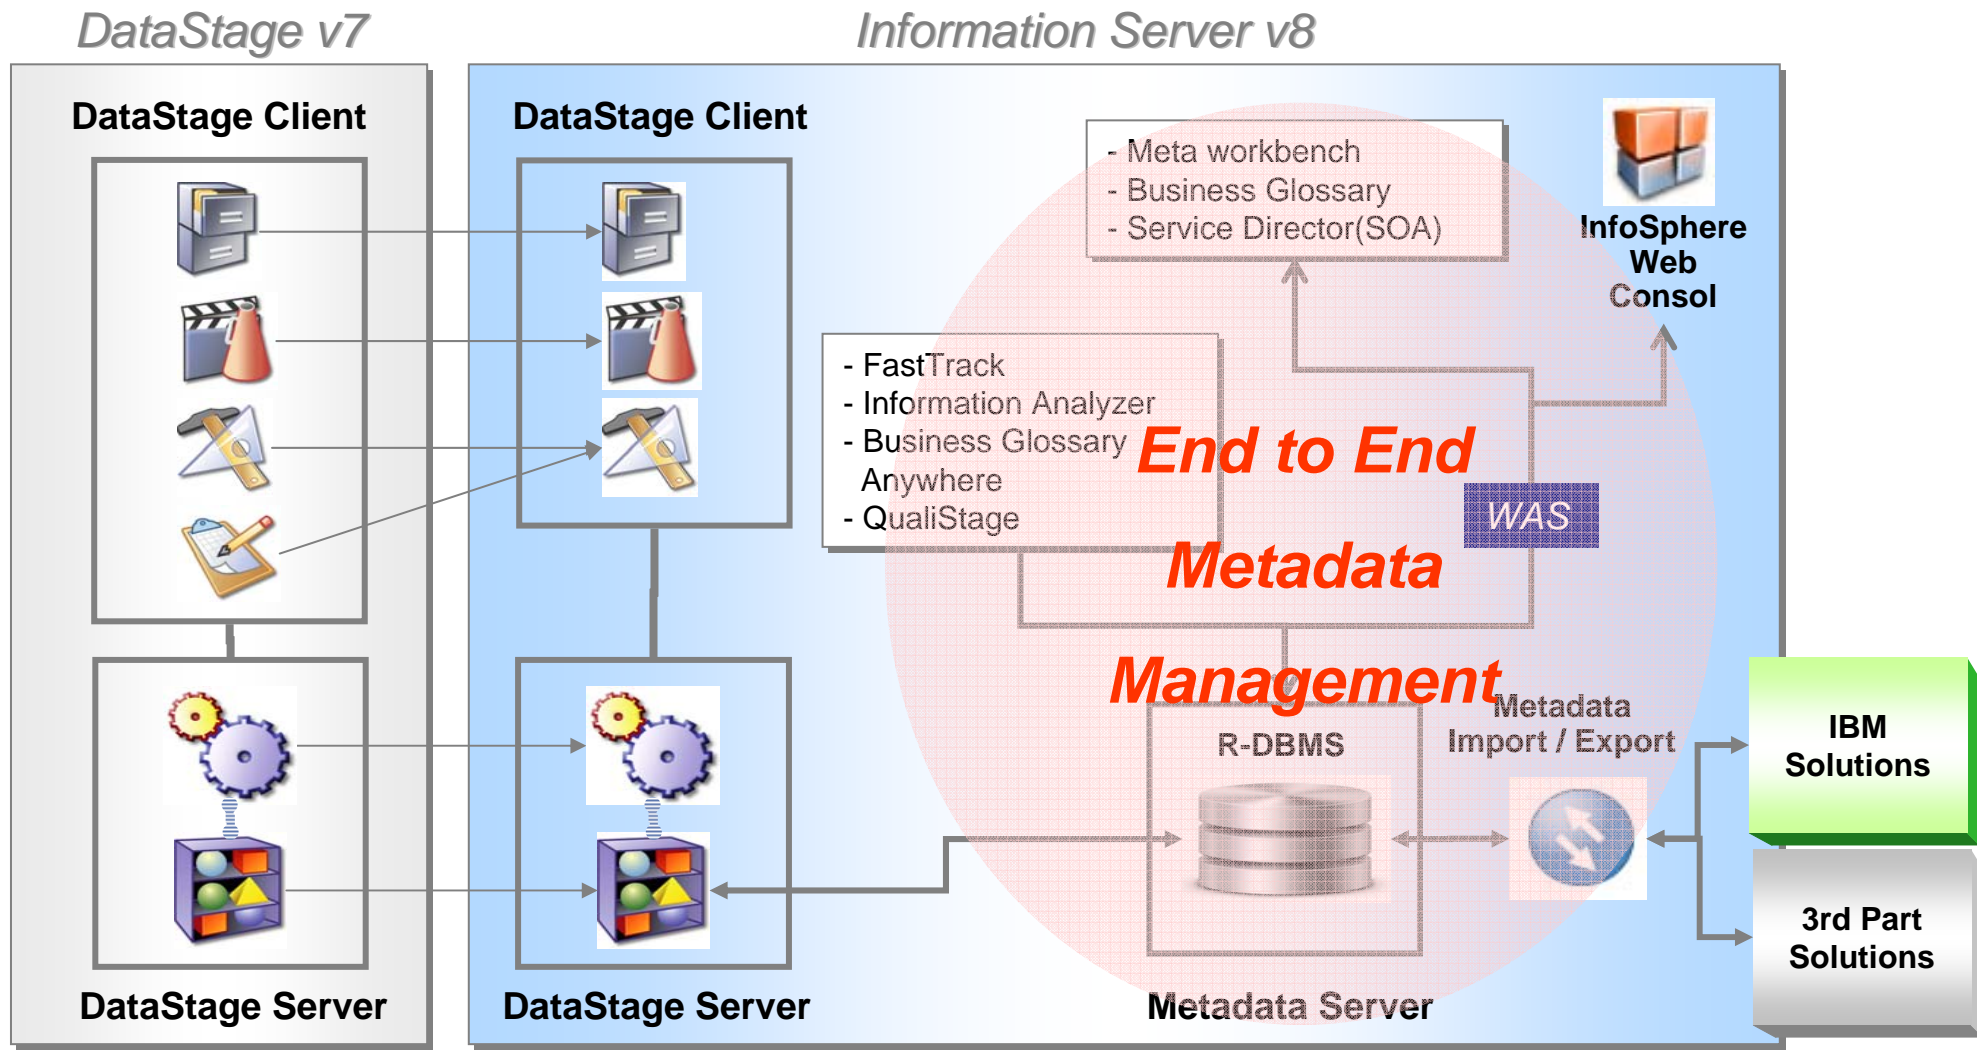 DataStage v7
Information Server v8
DataStage Client
DataStage Client
- Meta workbench
- Business Glossary
- Service Director(SOA)
InfoSphere
Web
Consol
- FastTrack
- Information Analyzer
- Business Glossary
Anywhere
- QualiStage
End to End
WAS
Metadata
Management
Metadata
Import / Export
R-DBMS
IBM
Solutions
3rd Part
Solutions
DataStage Server
DataStage Server
Metadata Server